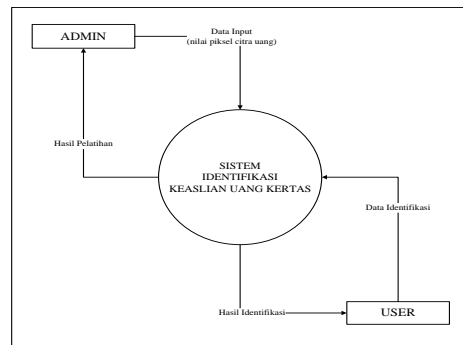 ADMIN
Data Input
(nilai piksel citra uang)
Hasil Pelatihan
SISTEM
IDENTIFIKASI
KEASLIAN UANG KERTAS
Data Identifikasi
Hasil Identifikasi
USER